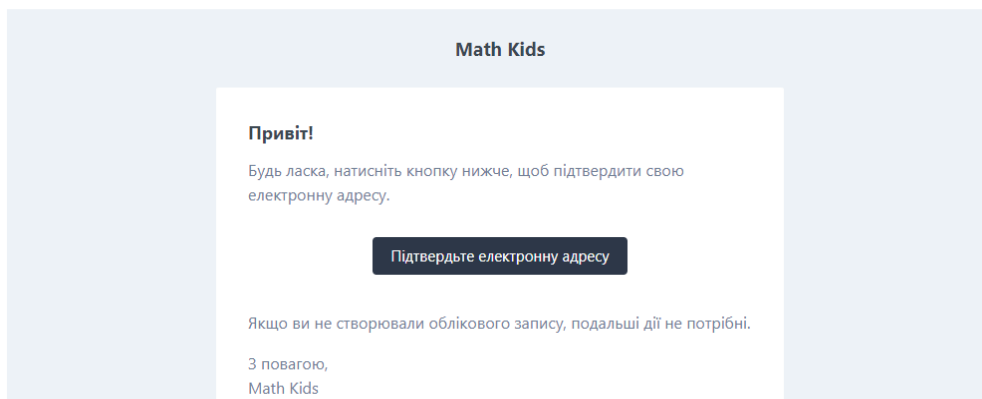 Math Kids
Привіт!
Будь ласка, натисніть кнопку нижче, щоб підтвердити свою
електронну адресу.
Підтвердьте електронну адресу
Якщо ви не створювали облікового запису, подальші дії не потрібні.
З повагою,
Math Kids